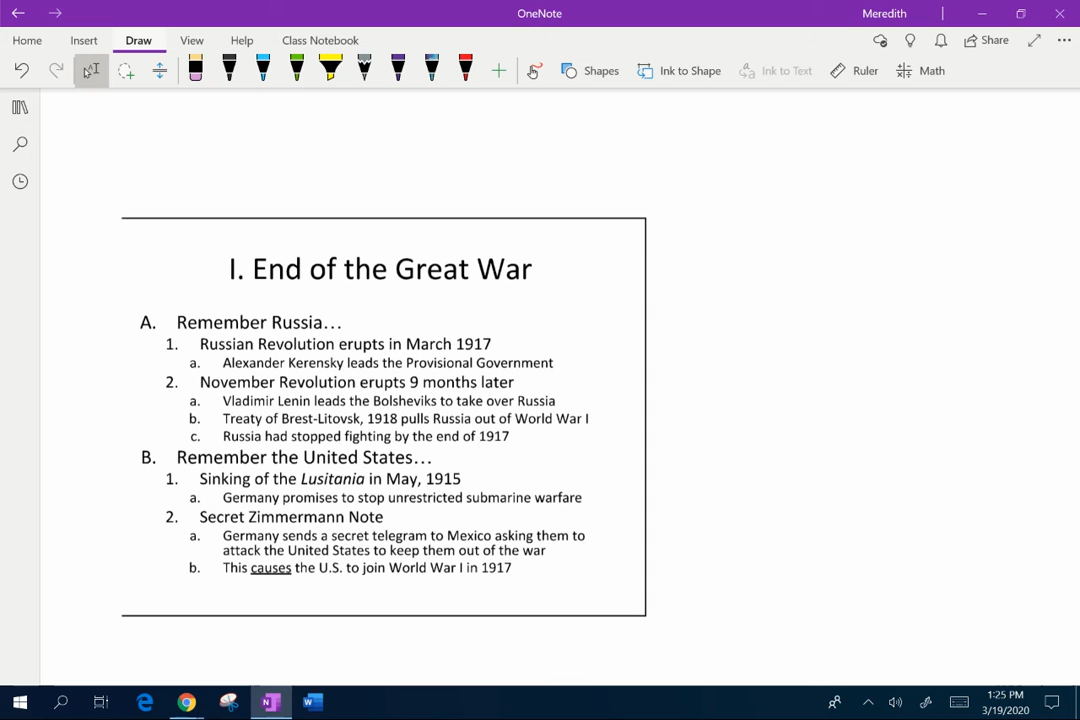 OneNote
Meredith
Home Insert Draw View Help Class Notebook
Share
Shapes Ink to Shape Ink to Text Ruler Math
I. End of the Great War
A. Remember Russia...
1. Russian Revolution erupts in March 1917
a. Alexander Kerensky leads the Provisional Government
2. November Revolution erupts 9 months later
a. Vladimir Lenin leads the Bolsheviks to take over Russia
b. Treaty of Brest-Litovsk, 1918 pulls Russia out of World War I
c. Russia had stopped fighting by the end of 1917
B. Remember the United States...
1. Sinking of the Lusitania in May, 1915
a. Germany promises to stop unrestricted submarine warfare
2. Secret Zimmermann Note
a. Germany sends a secret telegram to Mexico asking them to
attack the United States to keep them out of the war
b. This causes the U.S. to join World War I in 1917
1:25 PM
3/19/2020